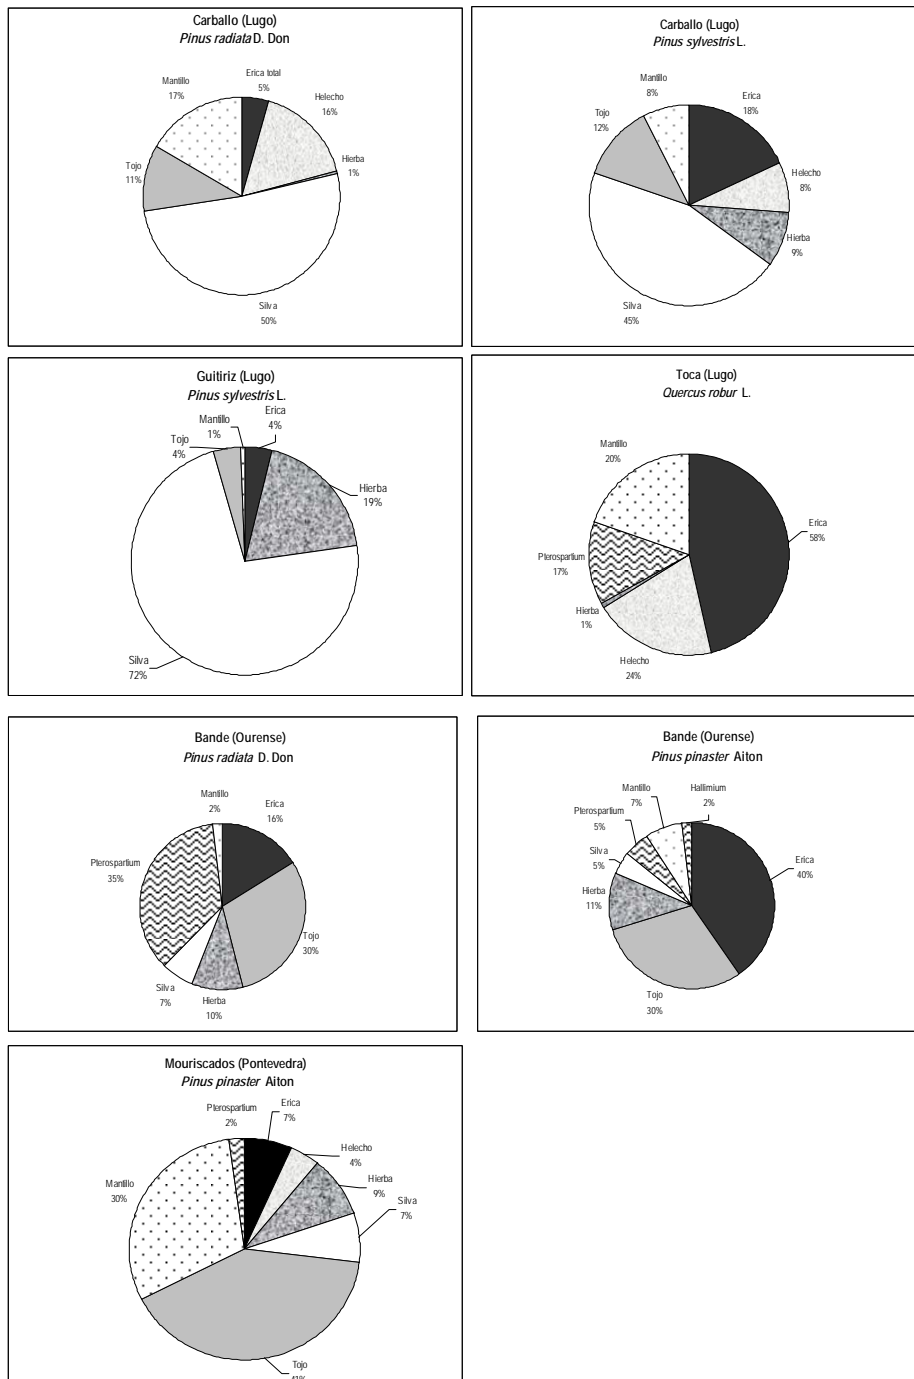 Carballo (Lugo)
Pinus radiata D. Don
Erica total
5%
Helecho
16%
Hierba
1%
Silva
50%
Tojo
11%
Mantillo
17%
Carballo (Lugo)
Pinus sylvestris L.
Mantillo
8%
Erica
18%
Helecho
8%
Hierba
9%
Silva
45%
Tojo
12%
Guitiriz (Lugo)
Pinus sylvestris L.
Erica
4%
Mantillo
1%
Tojo
4%
Hierba
19%
Silva
72%
Toca (Lugo)
Quercus robur L.
Mantillo
20%
Erica
58%
Pterospartium
17%
Hierba
1%
Helecho
24%
Bande (Ourense)
Pinus radiata D. Don
Mantillo
2%
Erica
16%
Pterospartium
35%
Tojo
30%
Silva
7%
Hierba
10%
Bande (Ourense)
Pinus pinaster Aiton
Mantillo
7%
Hallimium
2%
Pterospartium
5%
Silva
5%
Erica
40%
Hierba
11%
Tojo
30%
Mouriscados (Pontevedra)
Pinus pinaster Aiton
Pterospartium
2%
Erica
7%
Helecho
4%
Hierba
9%
Silva
7%
Mantillo
30%
Tojo
41%